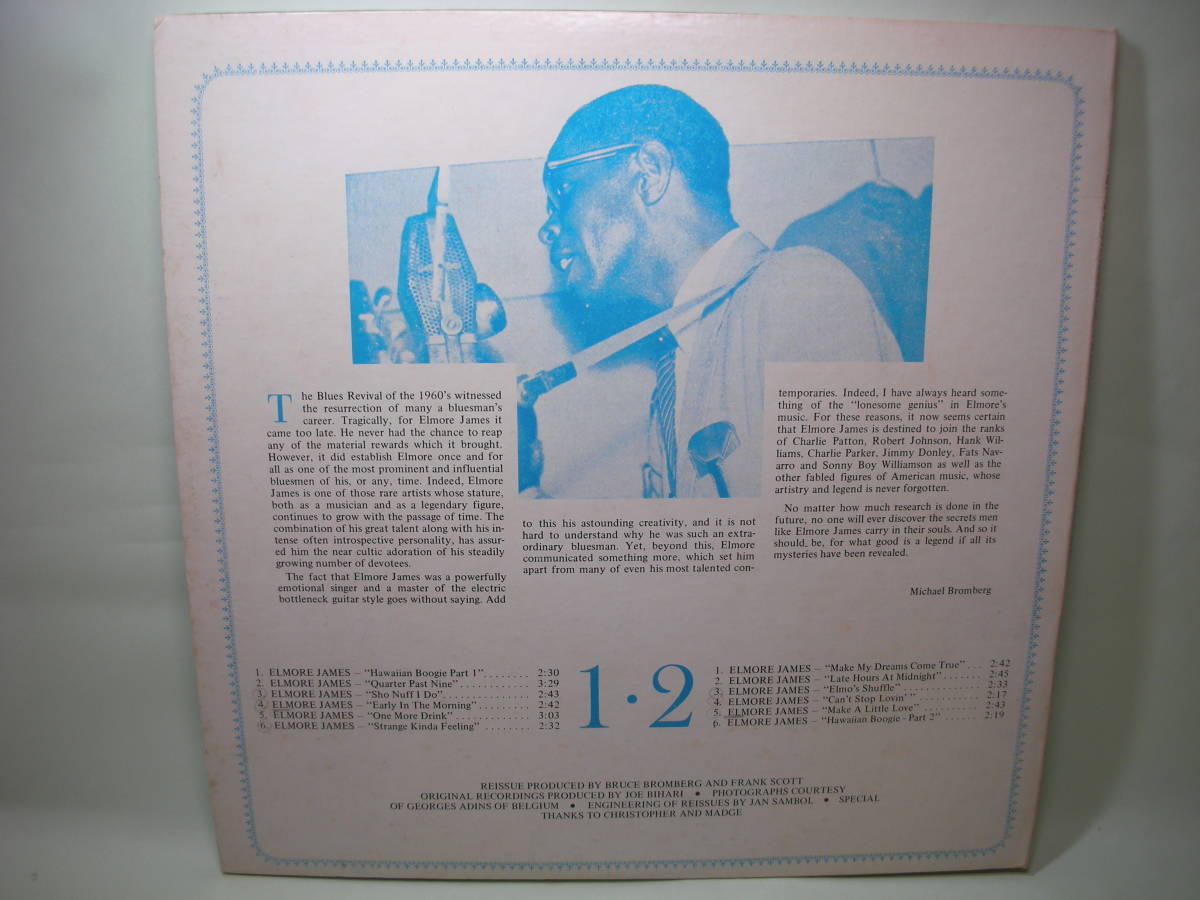 The Blues Revival of the 1960's witnessed
the resurrection of many a bluesman's
career. Tragically, for Elmore James it
came too late. He never had the chance to reap
any of the material rewards which it brought.
However, it did establish Elmore once and for
all as one of the most prominent and influential
bluesmen of his, or any, time. Indeed, Elmore
James is one of those rare artists whose stature,
both as a musician and as a legendary figure,
continues to grow with the passage of time. The
combination of his great talent along with his in-
tense often introspective personality, has assur-
ed him the near cultic adoration of his steadily
growing number of devotees.
The fact that Elmore James was a powerfully
emotional singer and a master of the electric
bottleneck guitar style goes without saying. Add
to this his astounding creativity, and it is not
hard to understand why he was such an extra-
ordinary bluesman. Yet, beyond this, Elmore
communicated something more, which set him
apart from many of even his most talented con-
temporaries. Indeed, I have always heard some-
thing of the "lonesome genius" in Elmore's
music. For these reasons, it now seems certain
that Elmore James is destined to join the ranks
of Charlie Patton, Robert Johnson, Hank Wil-
liams, Charlie Parker, Jimmy Donley, Fats Nav-
arro and Sonny Boy Williamson as well as the
other fabled figures of American music, whose
artistry and legend is never forgotten.
No matter how much research is done in the
future, no one will ever discover the secrets men
like Elmore James carry in their souls. And so it
should be, for what good is a legend if all its
mysteries have been revealed.
Michael Bromberg
1. ELMORE JAMES – "Hawaiian Boogie Part 1"........ 2:30
2. ELMORE JAMES – "Quarter Past Nine"............ 3:29
3. ELMORE JAMES – "Sho Nuff I Do"............... 2:43
4. ELMORE JAMES – "Early In The Morning"......... 2:42
5. ELMORE JAMES – "One More Drink".............. 3:03
6. ELMORE JAMES – "Strange Kinda Feeling"........ 2:32
1·2
1. ELMORE JAMES – "Make My Dreams Come True"... 2:42
2. ELMORE JAMES – "Late Hours At Midnight"....... 2:45
3. ELMORE JAMES – "Elmo's Shuffle"............... 2:33
4. ELMORE JAMES – "Can't Stop Lovin' "............ 2:17
5. ELMORE JAMES – "Make A Little Love".......... 2:43
6. ELMORE JAMES – "Hawaiian Boogie - Part 2"...... 2:19
REISSUE PRODUCED BY BRUCE BROMBERG AND FRANK SCOTT
ORIGINAL RECORDINGS PRODUCED BY JOE BIHARI • PHOTOGRAPHS COURTESY
OF GEORGES ADINS OF BELGIUM • ENGINEERING OF REISSUES BY JAN SAMBOL • SPECIAL
THANKS TO CHRISTOPHER AND MADGE